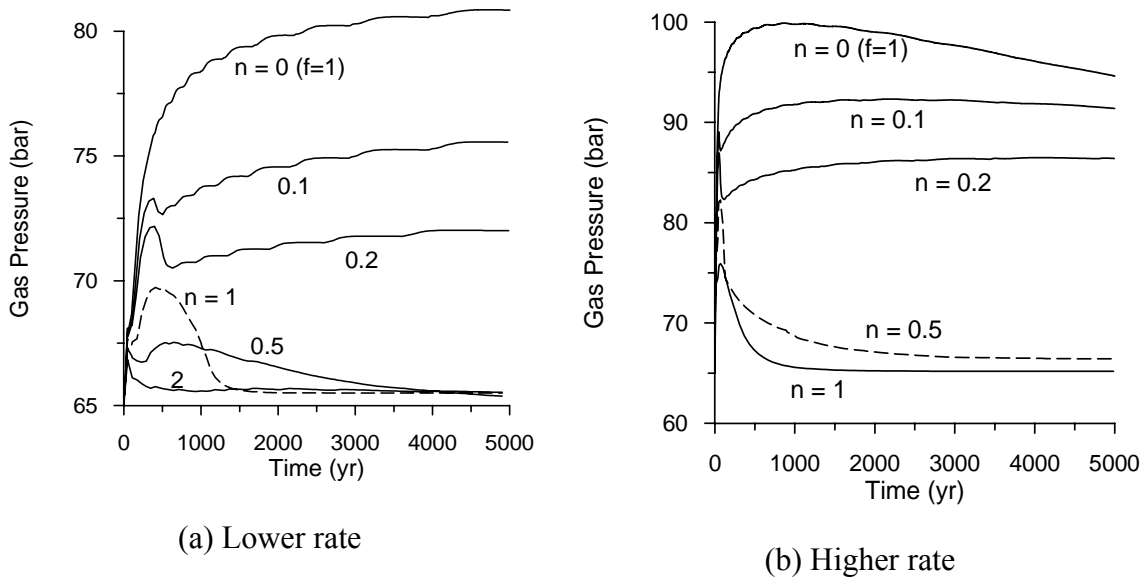 80
75
70
65
Gas Pressure (bar)
n = 0 (f=1)
0.1
0.2
n = 1
0.5
2
0 1000 2000 3000 4000 5000
Time (yr)
(a) Lower rate
100
90
80
70
60
Gas Pressure (bar)
n = 0 (f=1)
n = 0.1
n = 0.2
n = 0.5
n = 1
0 1000 2000 3000 4000 5000
Time (yr)
(b) Higher rate